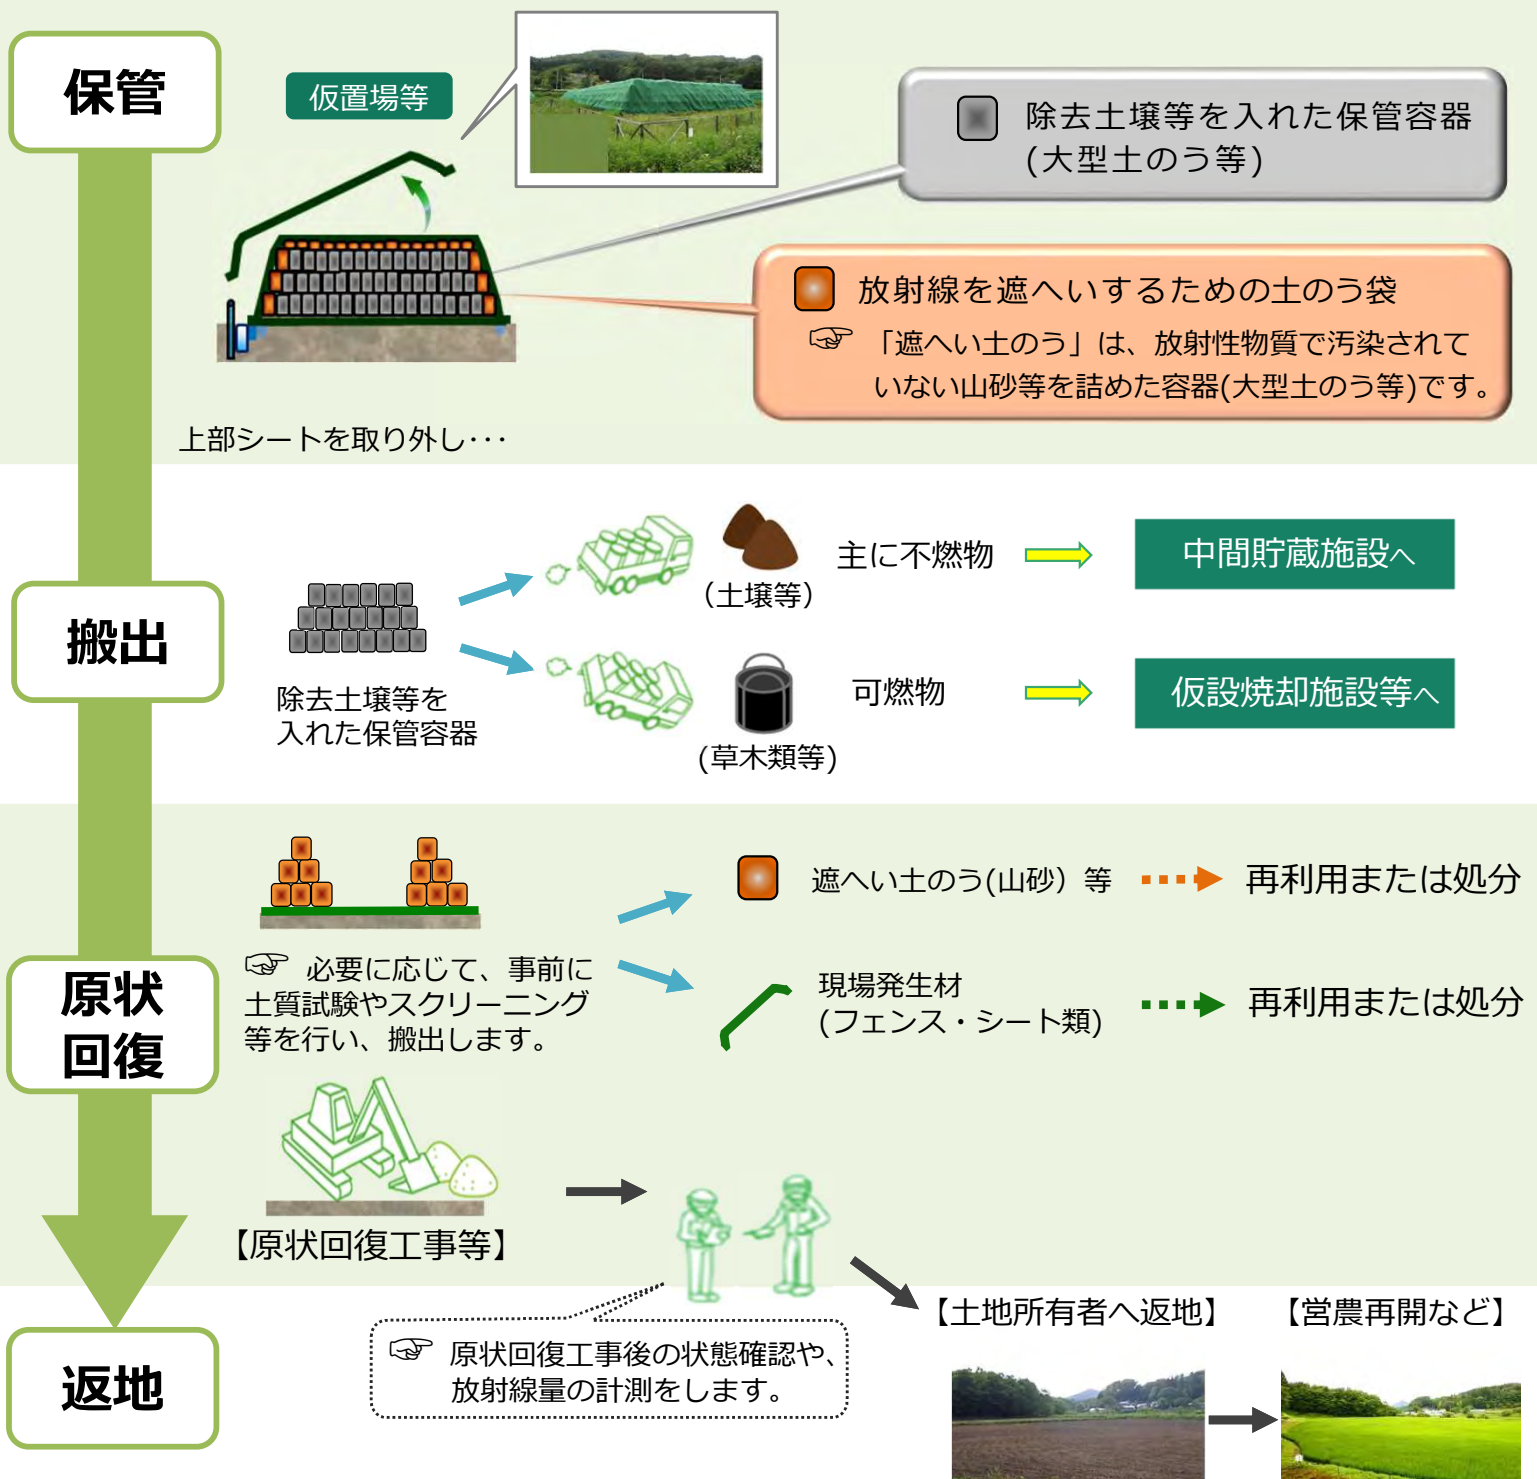 保管
仮置場等
除去土壌等を入れた保管容器
(大型土のう等)
放射線を遮へいするための土のう袋
☞ 「遮へい土のう」は、放射性物質で汚染されて
いない山砂等を詰めた容器(大型土のう等)です。
上部シートを取り外し･･･
搬出
除去土壌等を
入れた保管容器
(土壌等)
主に不燃物
中間貯蔵施設へ
(草木類等)
可燃物
仮設焼却施設等へ
原状
回復
☞ 必要に応じて、事前に
土質試験やスクリーニング
等を行い、搬出します。
遮へい土のう(山砂）等
再利用または処分
現場発生材
(フェンス・シート類)
再利用または処分
【原状回復工事等】
☞ 原状回復工事後の状態確認や、
放射線量の計測をします。
返地
【土地所有者へ返地】
【営農再開など】